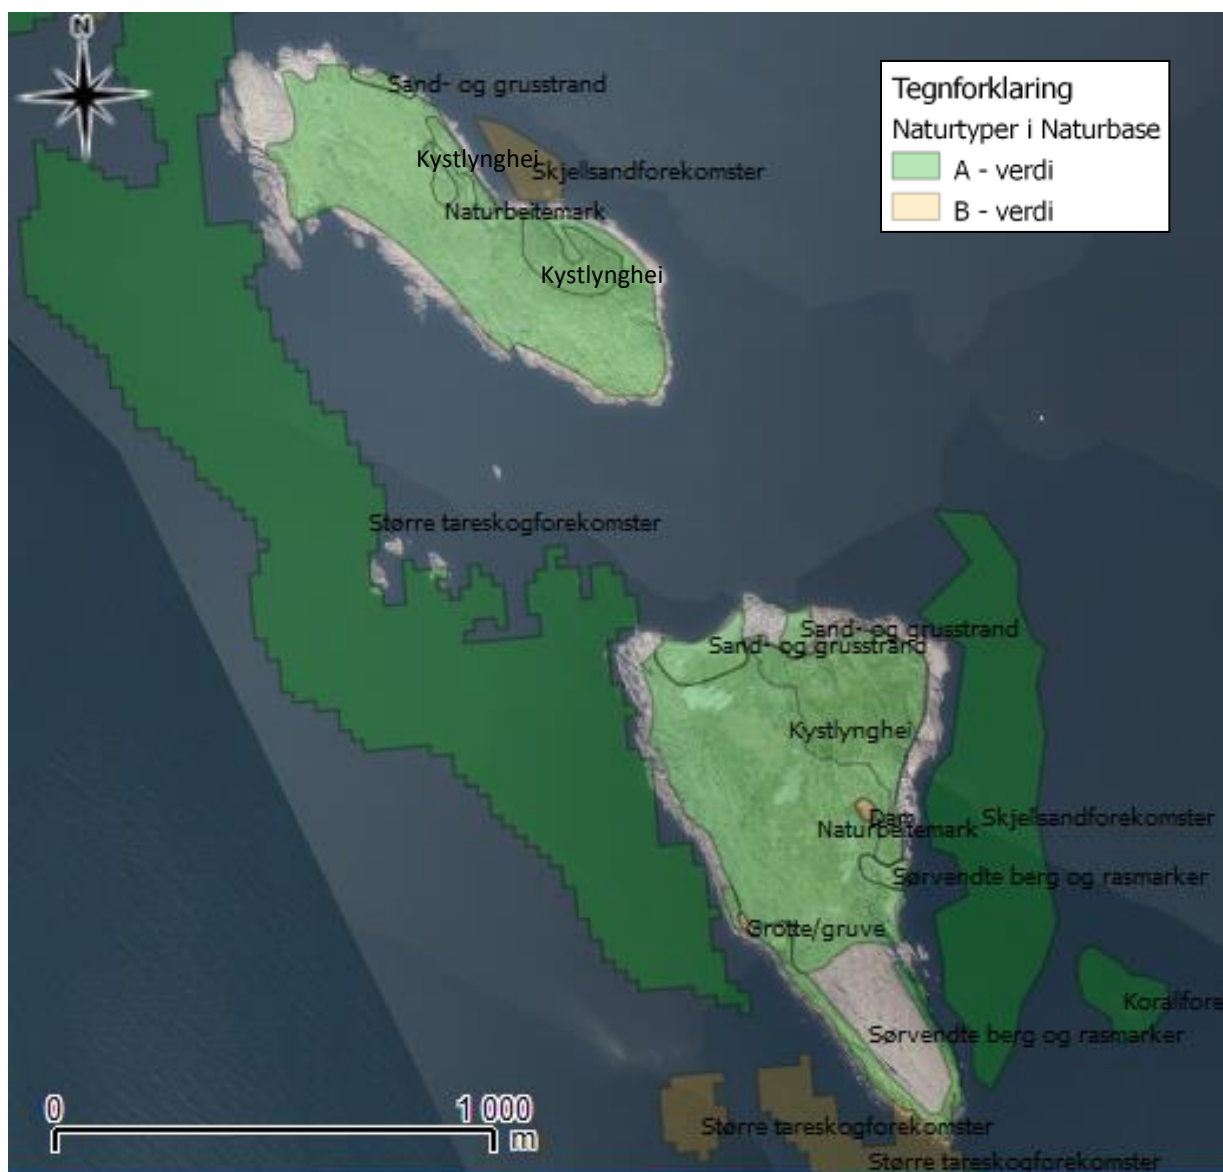 N
Sand- og grusstrand
Tegnforklaring
Naturtyper i Naturbase
A - verdi
B - verdi
Kystlynghei
Skjellsandforekomster
Naturbeitemark
Kystlynghei
Større tareskogforekomster
Sand- og grusstrand
Sand- og grusstrand
Kystlynghei
Dam
Skjellsandforekomster
Naturbeitemark
Sørvendte berg og rasmarker
Grotte/gruve
Korallfore
Sørvendte berg og rasmarker
0 1 000
m
Større tareskogforekomster
Større tareskogforekomster